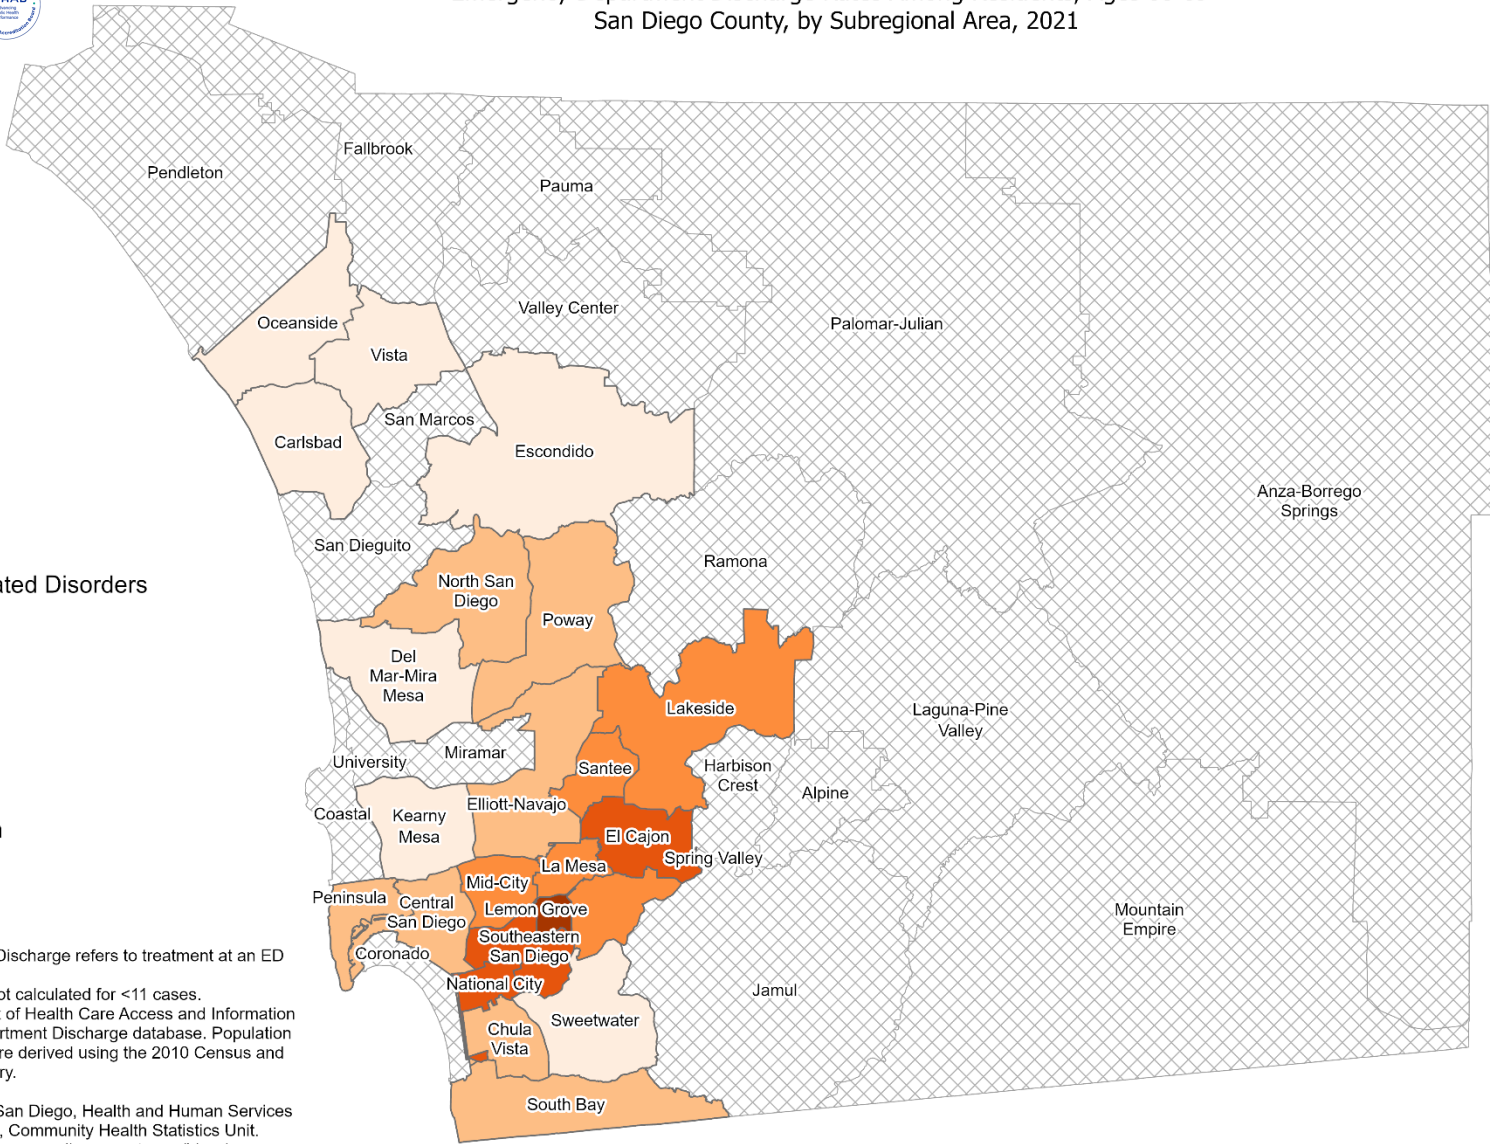 San Diego County, by Subregional Area, 2021
Pendleton
Fallbrook
Pauma
Oceanside
Valley Center
Palomar-Julian
Vista
San Marcos
Carlsbad
Escondido
Anza-Borrego
Springs
San Dieguito
Ramona
North San
Diego
Disorders
Poway
Del
Mar-Mira
Mesa
Lakeside
Laguna-Pine
Valley
University
Miramar
Santee
Harbison
Crest
Alpine
Coastal
Kearny
Mesa
Elliott-Navajo
El Cajon
Spring Valley
La Mesa
Mid-City
Peninsula
Central
San Diego
Lemon Grove
Mountain
Empire
Southeastern
San Diego
Coronado
Discharge refers to treatment at an ED
National City
Jamul
calculated for <11 cases.
of Health Care Access and Information
Discharge database. Population
Sweetwater
Chula
Vista
derived using the 2010 Census and
South Bay
San Diego, Health and Human Services
, Community Health Statistics Unit.